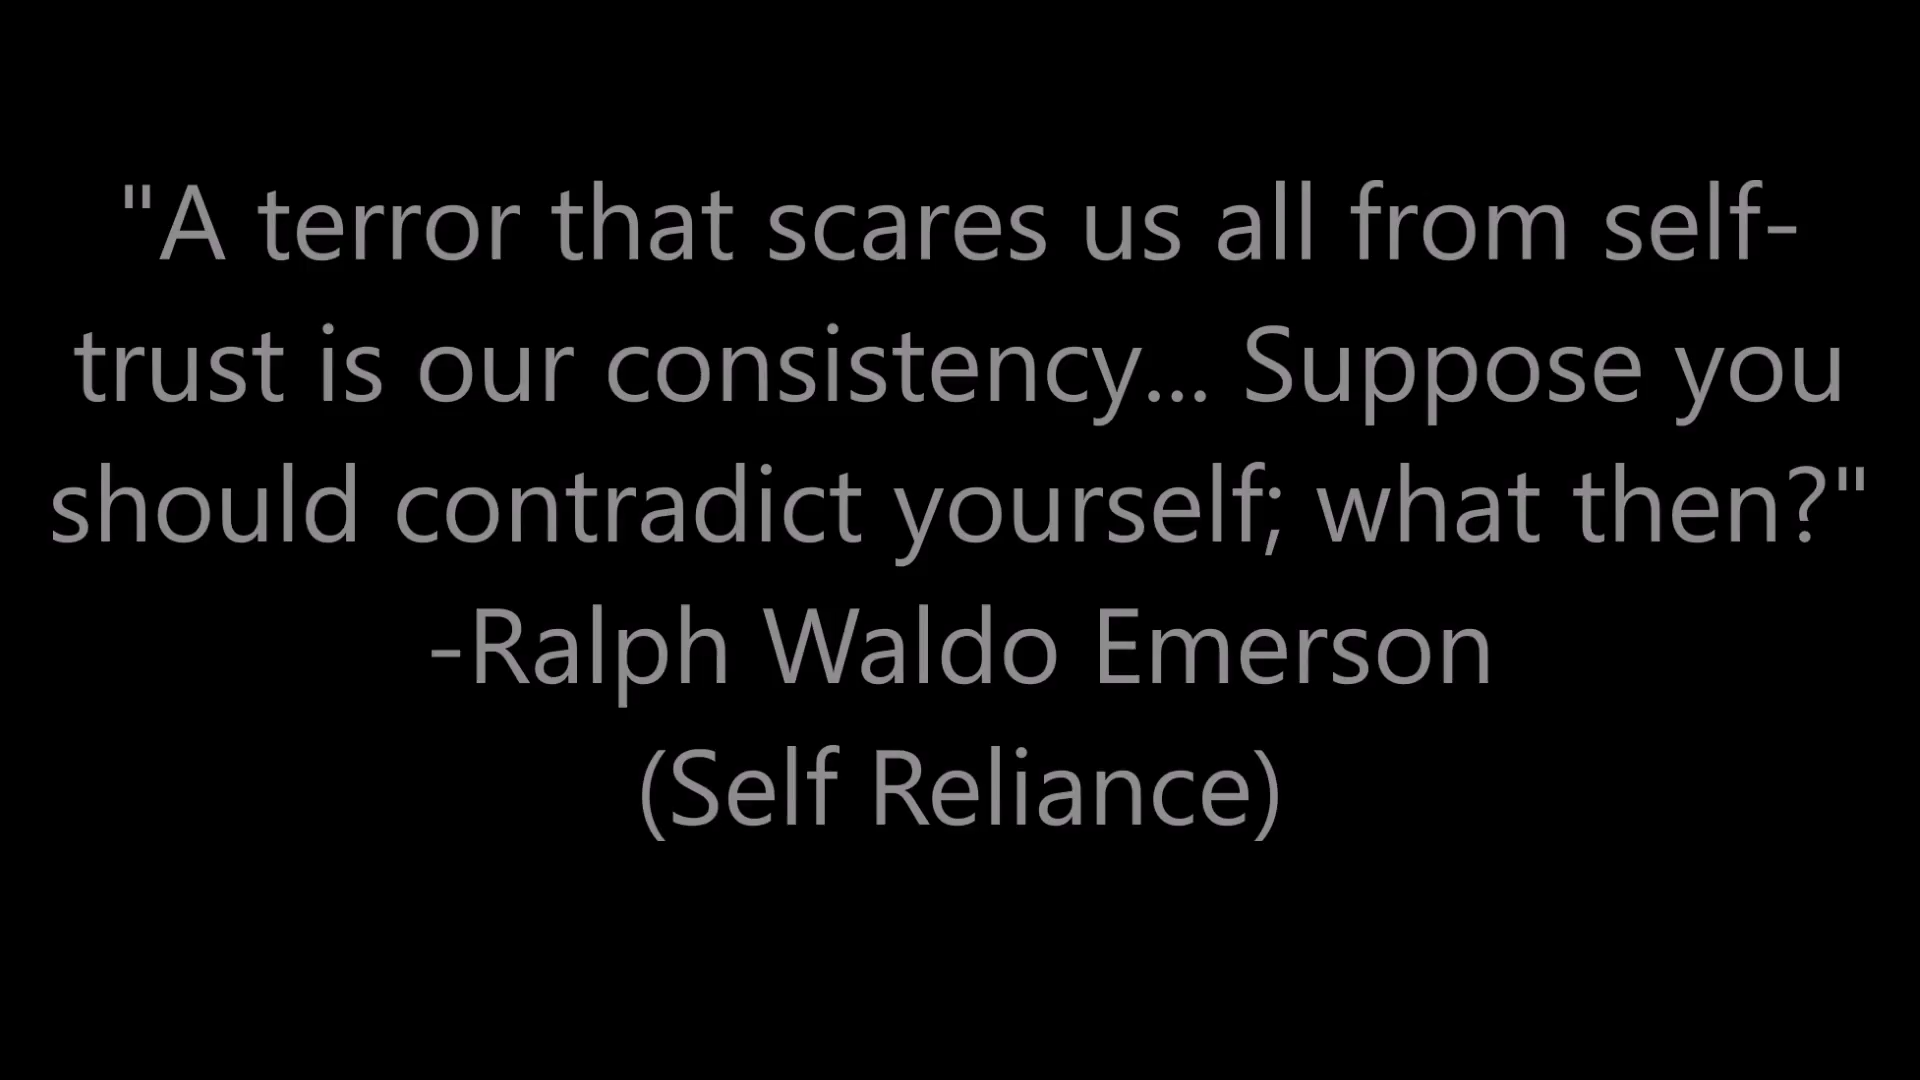 "A terror that scares us all from self-
trust is our consistency... Suppose you
should contradict yourself; what then?"
-Ralph Waldo Emerson
(Self Reliance)